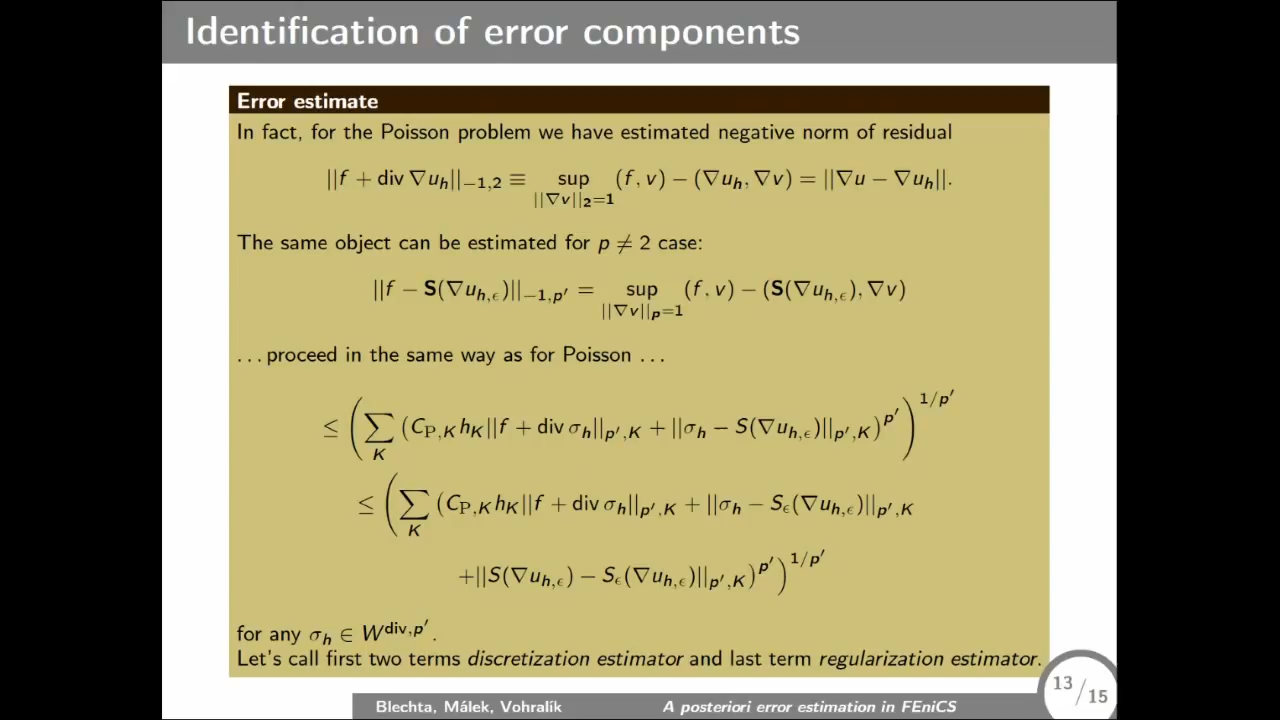 Identification of error components
Error estimate
In fact, for the Poisson problem we have estimated negative norm of residual
||f + div ∇u_h||_{−1,2} ≡ sup_{||∇v||_2=1} (f, v) − (∇u_h, ∇v) = ||∇u − ∇u_h||.
The same object can be estimated for p ≠ 2 case:
||f − S(∇u_{h,ϵ})||_{−1,p′} = sup_{||∇v||_p=1} (f, v) − (S(∇u_{h,ϵ}), ∇v)
...proceed in the same way as for Poisson ...
≤ (∑_K (C_{P,K} h_K ||f + div σ_h||_{p′,K} + ||σ_h − S(∇u_{h,ϵ})||_{p′,K})^{p′})^{1/p′}
≤ (∑_K (C_{P,K} h_K ||f + div σ_h||_{p′,K} + ||σ_h − S_ϵ(∇u_{h,ϵ})||_{p′,K}
+||S(∇u_{h,ϵ}) − S_ϵ(∇u_{h,ϵ})||_{p′,K})^{p′})^{1/p′}
for any σ_h ∈ W^{div,p′}.
Let's call first two terms discretization estimator and last term regularization estimator.
13/15
Blechta, Málek, Vohralík A posteriori error estimation in FEniCS